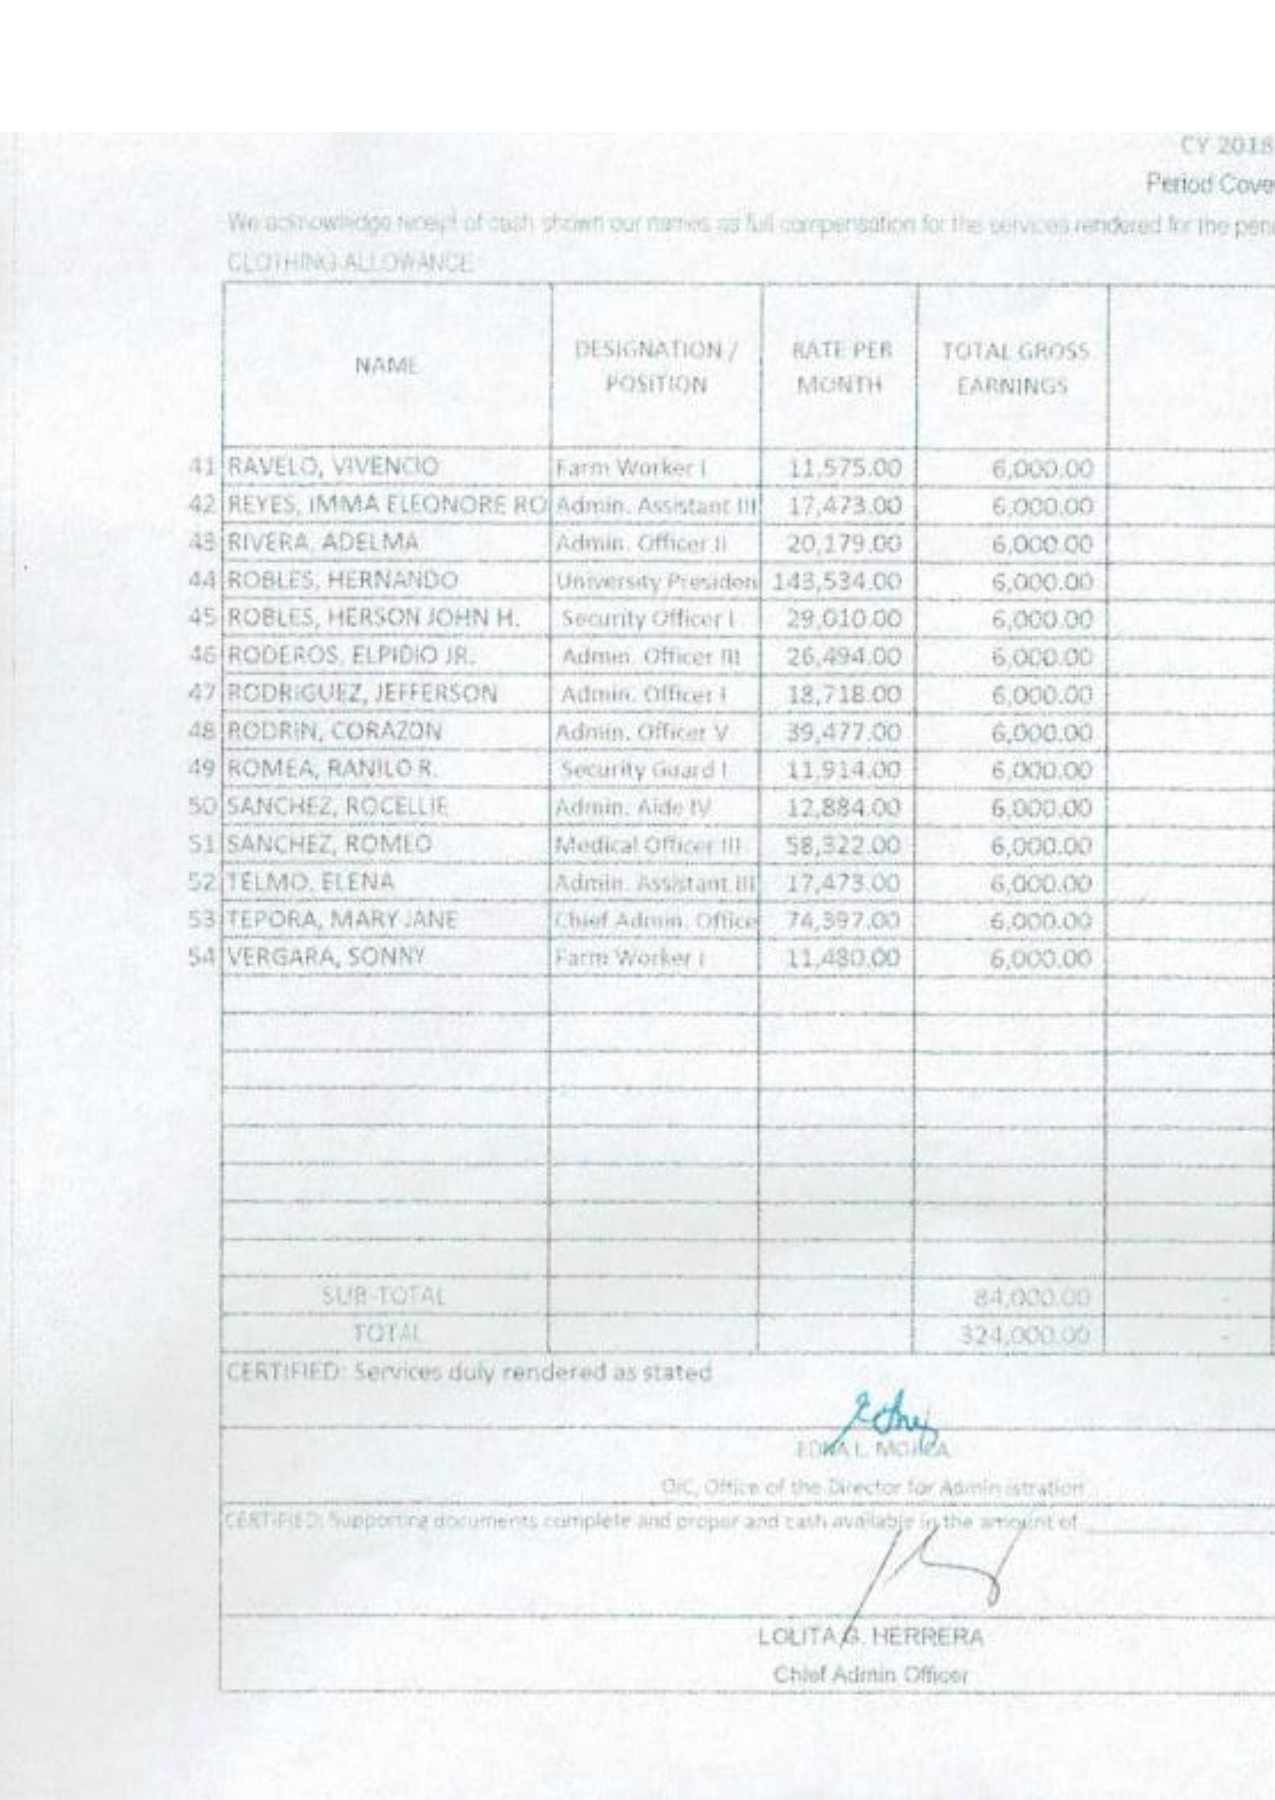 CY 2018
Period Cove
We acknowledge receipt of cash shown our names as full compensation for the services rendered for the peri
CLOTHING ALLOWANCE
NAME DESIGNATION / POSITION RATE PER MONTH TOTAL GROSS EARNINGS
41 RAVELO, VIVENCIO Farm Worker I 11,575.00 6,000.00
42 REYES, IMMA ELEONORE RO Admin. Assistant III 17,473.00 6,000.00
43 RIVERA, ADELMA Admin. Officer II 20,179.00 6,000.00
44 ROBLES, HERNANDO University Presiden 143,534.00 6,000.00
45 ROBLES, HERSON JOHN H. Security Officer I 29,010.00 6,000.00
46 RODEROS, ELPIDIO JR. Admin. Officer III 26,494.00 6,000.00
47 RODRIGUEZ, JEFFERSON Admin. Officer I 18,718.00 6,000.00
48 RODRIN, CORAZON Admin. Officer V 39,477.00 6,000.00
49 ROMEA, RANILO R. Security Guard I 11,914.00 6,000.00
50 SANCHEZ, ROCELLIE Admin. Aide IV 12,884.00 6,000.00
51 SANCHEZ, ROMEO Medical Officer III 58,322.00 6,000.00
52 TELMO, ELENA Admin. Assistant III 17,473.00 6,000.00
53 TEPORA, MARY JANE Chief Admin. Office 74,397.00 6,000.00
54 VERGARA, SONNY Farm Worker I 11,480.00 6,000.00
SUB-TOTAL 84,000.00 -
TOTAL 324,000.00 -
CERTIFIED: Services duly rendered as stated
EDNA L.
OIC, Office of the Director for Administration
CERTIFIED: Supporting documents complete and proper and cash available in the amount of
LOLITA G. HERRERA
Chief Admin Officer